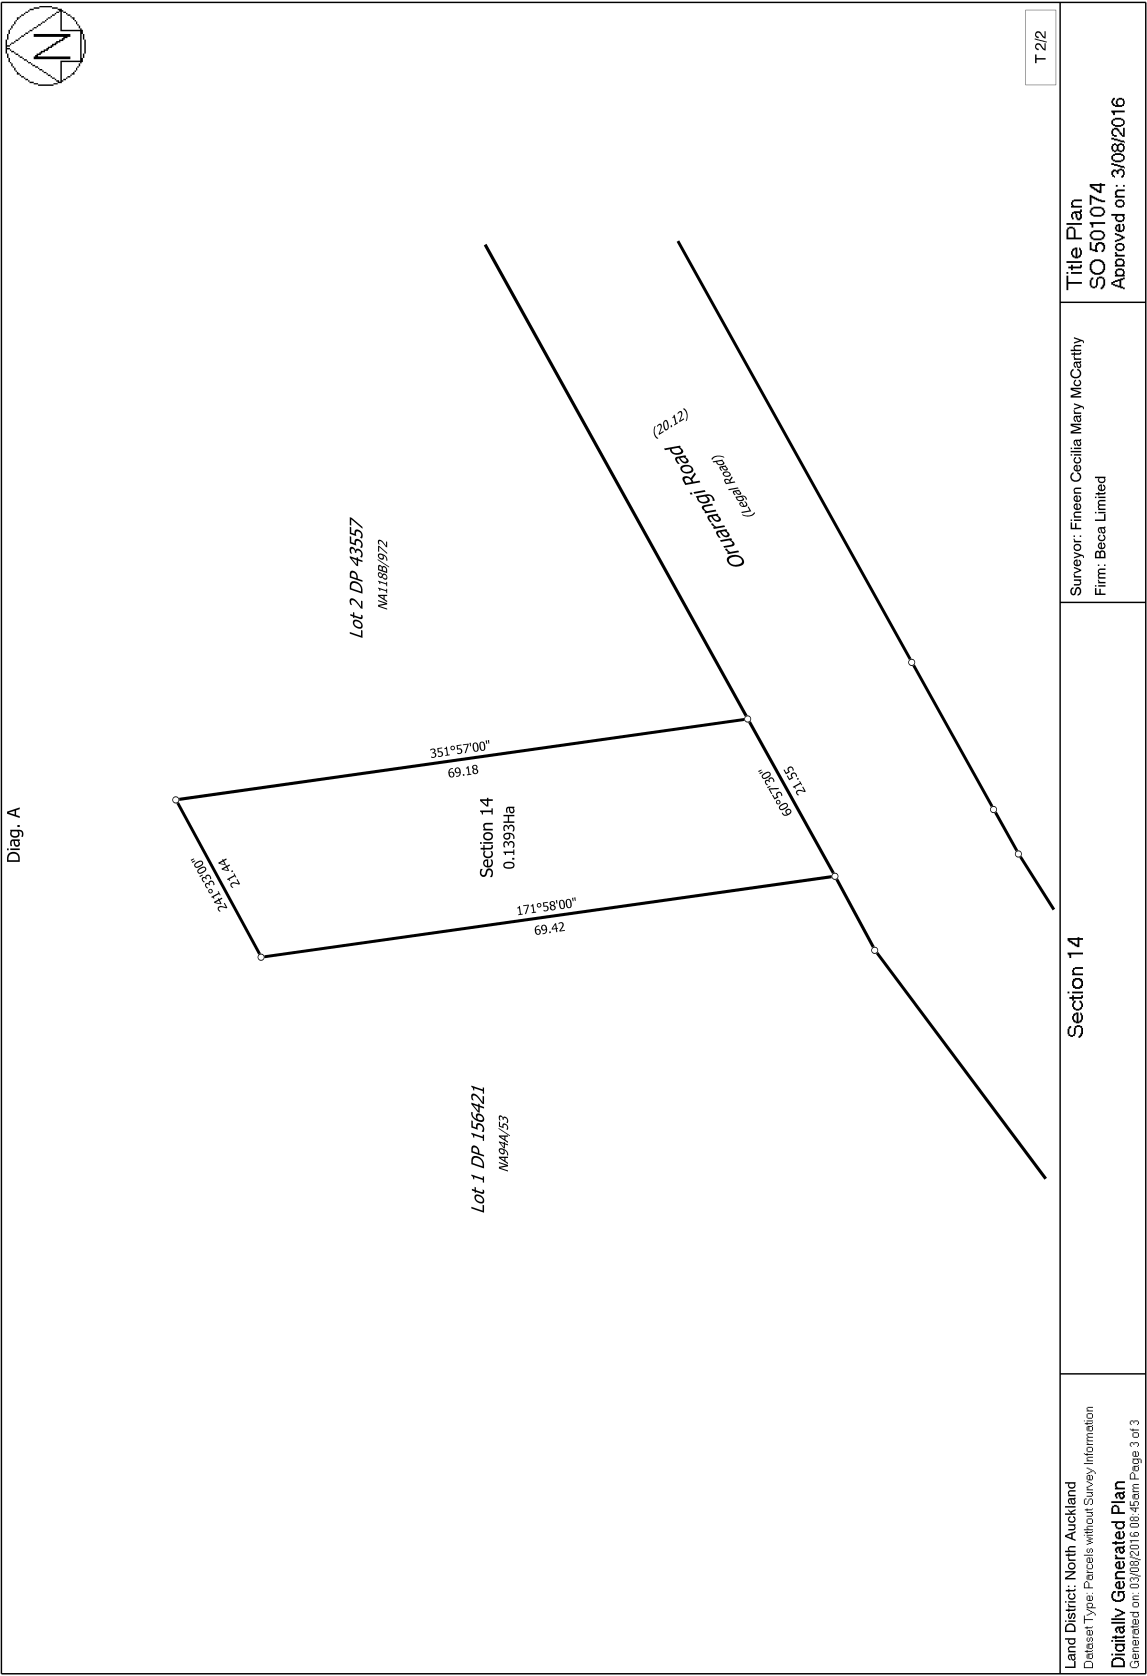 Diag. A
N
T 2/2
Lot 2 DP 43557
NA118B/972
241°33'00"
21.44
351°57'00"
69.18
Section 14
0.1393Ha
171°58'00"
69.42
60°57'30"
21.55
Oruarangi Road (20.12)
(Legal Road)
Lot 1 DP 156421
NA94A/53
Land District: North Auckland
Dataset Type: Parcels without Survey Information
Digitally Generated Plan
Generated on: 03/08/2016 08:45am Page 3 of 3
Section 14
Surveyor: Fineen Cecilia Mary McCarthy
Firm: Beca Limited
Title Plan
SO 501074
Approved on: 3/08/2016